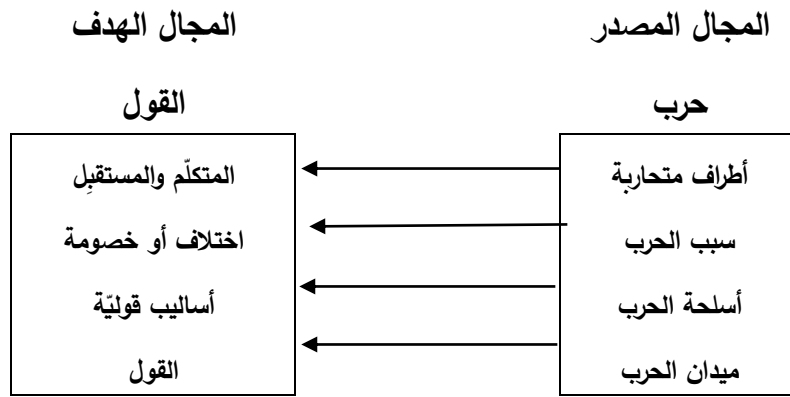 المجال المصدر
المجال الهدف
حرب
القول
أطراف متحاربة
المتكلّم والمستقبِل
سبب الحرب
اختلاف أو خصومة
أسلحة الحرب
أساليب قوليّة
ميدان الحرب
القول